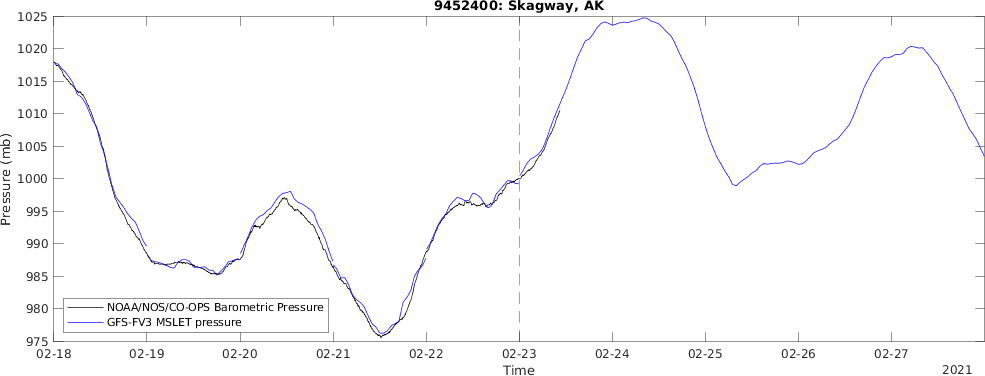 9452400: Skagway, AK
1025
1020
1015
1010
1005
1000
995
990
985
980
975
Pressure (mb)
NOAA/NOS/CO-OPS Barometric Pressure
GFS-FV3 MSLET pressure
02-18 02-19 02-20 02-21 02-22 02-23 02-24 02-25 02-26 02-27
Time
2021